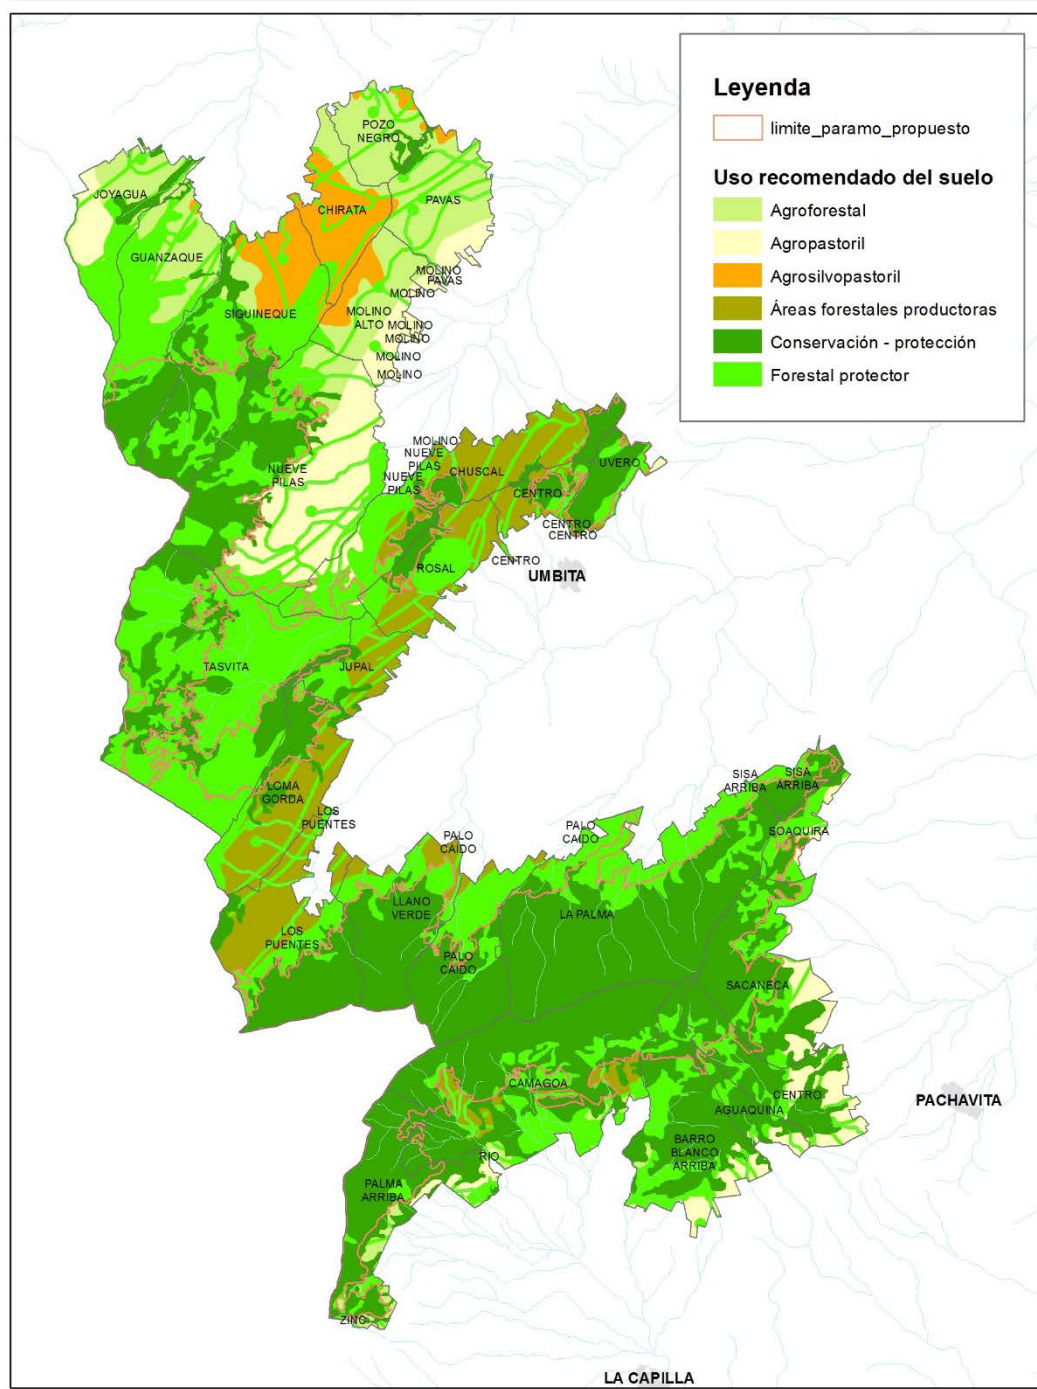 Leyenda
limite_paramo_propuesto
Uso recomendado del suelo
Agroforestal
Agropastoril
Agrosilvopastoril
Áreas forestales productoras
Conservación - protección
Forestal protector
POZO
NEGRO
JOYAGUA
CHIRATA
PAVAS
GUANZAQUE
MOLINO
PAVAS
MOLINO
SIGUINEQUE
MOLINO
ALTO
MOLINO
MOLINO
MOLINO
MOLINO
MOLINO
NUEVE
PILAS
NUEVE
PILAS
CHUSCAL
UVERO
NUEVE
PILAS
CENTRO
CENTRO
CENTRO
CENTRO
ROSAL
UMBITA
TASVITA
JUPAL
LOMA
GORDA
LOS
PUENTES
SISA
ARRIBA
SISA
ARRIBA
PALO
CAIDO
PALO
CAIDO
SOAQUIRA
LLANO
VERDE
LA PALMA
LOS
PUENTES
PALO
CAIDO
SACANECA
CAMAGOA
CENTRO
PACHAVITA
AGUAQUINA
BARRO
BLANCO
ARRIBA
RIO
PALMA
ARRIBA
ZINC
LA CAPILLA